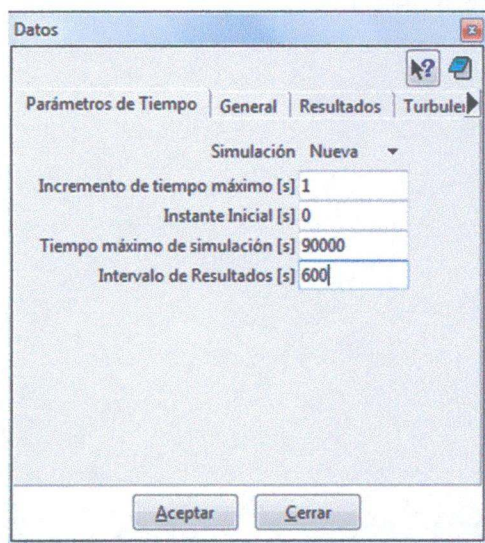 Datos
Parámetros de Tiempo General Resultados
Simulación Nueva
Incremento de tiempo máximo [s] 1
Instante Inicial [s] 0
Tiempo máximo de simulación [s] 90000
Intervalo de Resultados [s] 600
Aceptar Cerrar